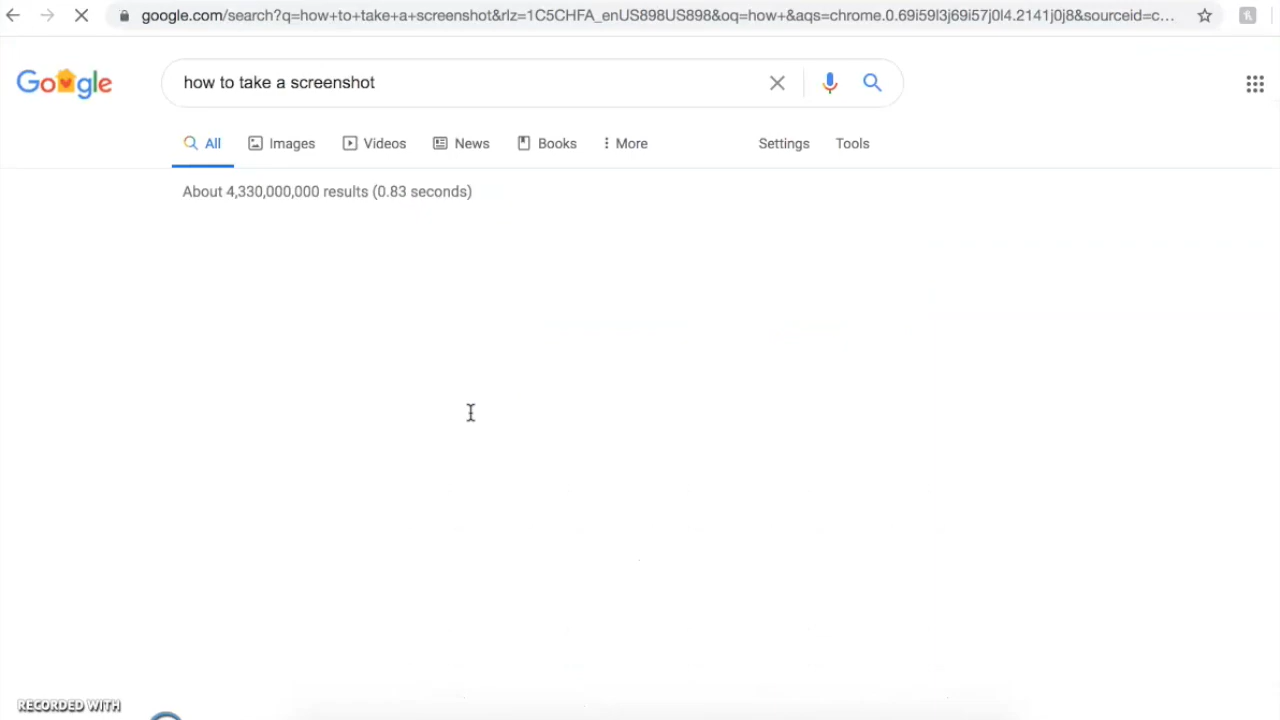 google.com/search?q=how+to+take+a+screenshot&rlz=1C5CHFA_enUS898US898&oq=how+&aqs=chrome.0.69i59l3j69i57j0l4.2141j0j8&sourceid=c...
Google
how to take a screenshot
All Images Videos News Books More Settings Tools
About 4,330,000,000 results (0.83 seconds)
RECORDED WITH